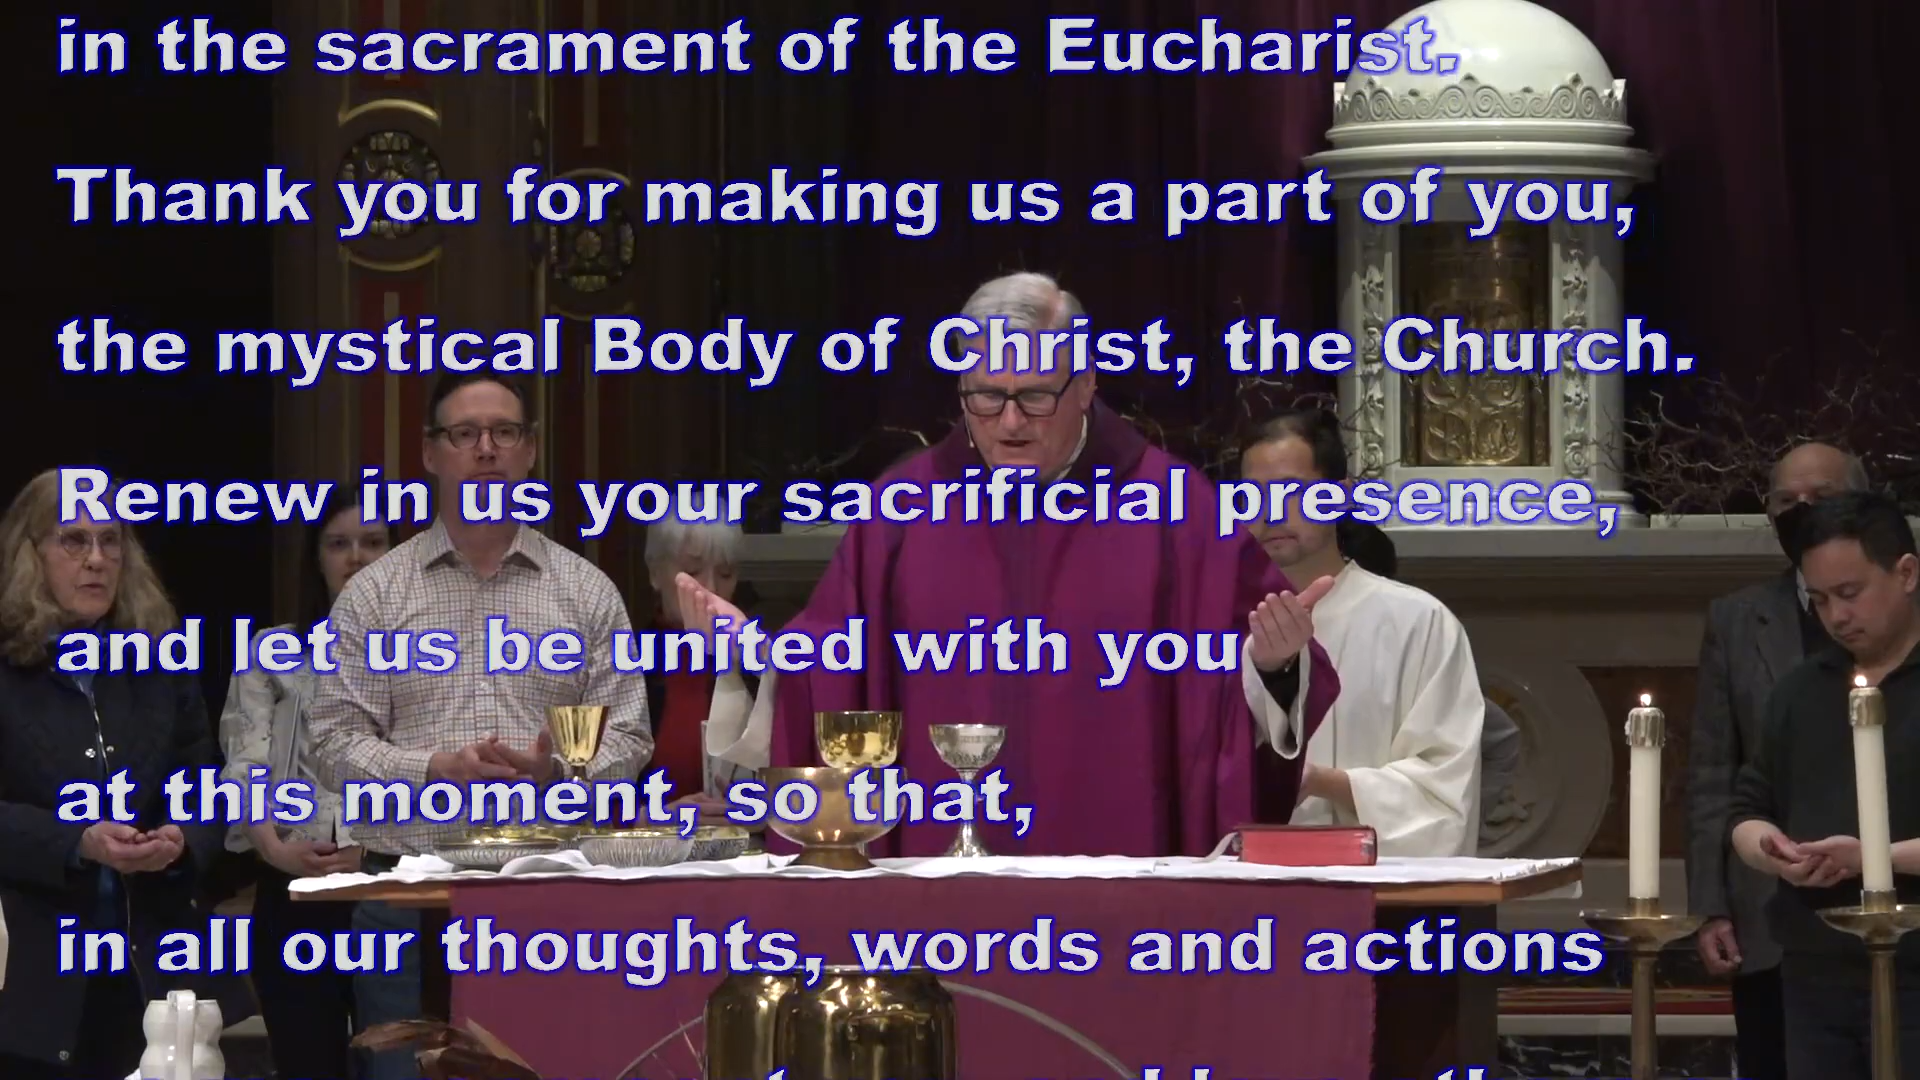 in the sacrament of the Eucharist.
Thank you for making us a part of you,
the mystical Body of Christ, the Church.
Renew in us your sacrificial presence,
and let us be united with you
at this moment, so that,
in all our thoughts, words and actions